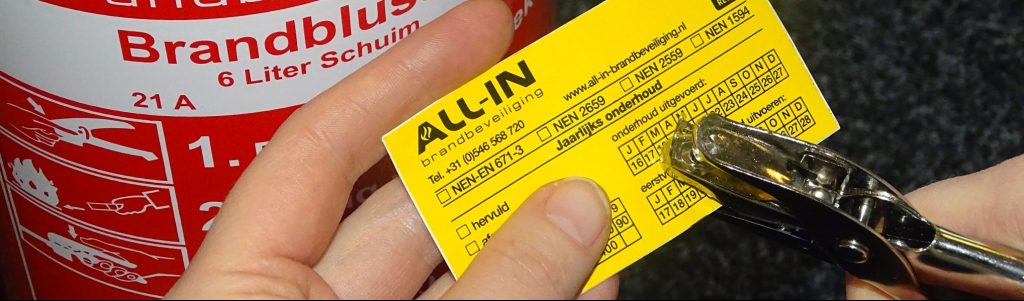 Brandblus
6 Liter Schuim
21 A
1.
2
ALL-IN
brandbeveiliging
Tel. +31 (0)546 568 720
www.all-in-brandbeveiliging.nl
NEN-EN 671-3
NEN 2659
NEN 2559
NEN 1594
Jaarlijks onderhoud
onderhoud uitgevoerd:
J F M A J J A S O N D
16 17 23 24 25 26 27
uitvoeren:
N D
17 18 19 27 28
hervuld